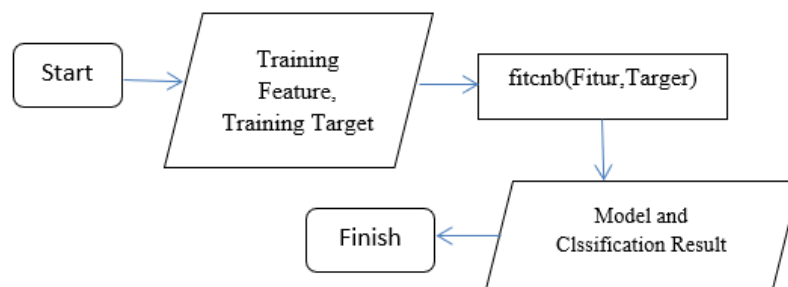 Start
Training
Feature,
Training Target
fitcnb(Fitur,Targer)
Model and
Clssification Result
Finish